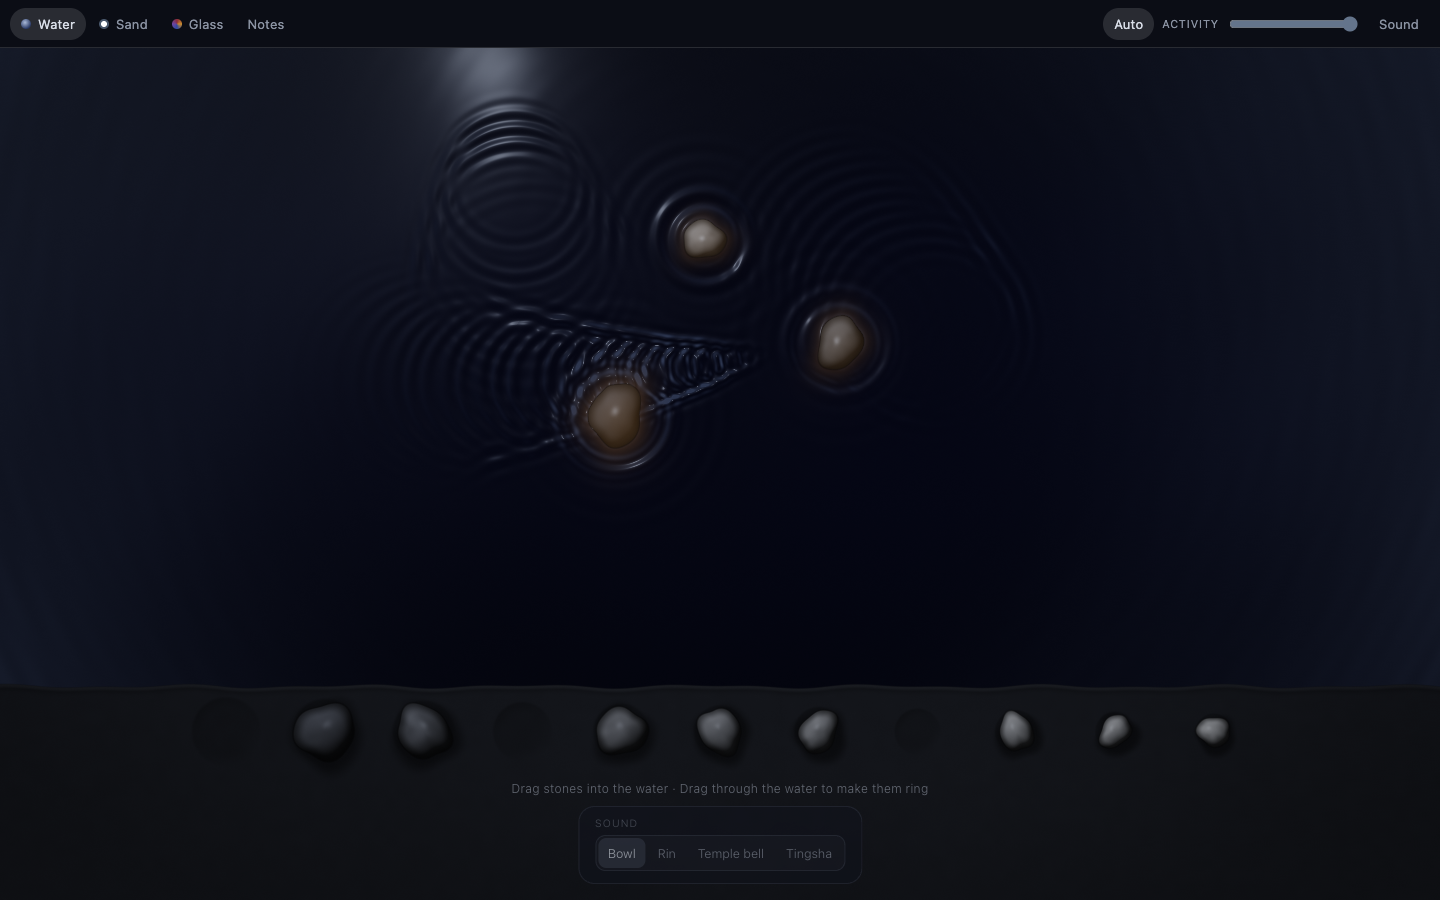 Water Sand Glass Notes Auto ACTIVITY Sound
Drag stones into the water · Drag through the water to make them ring
SOUND
Bowl Rin Temple bell Tingsha